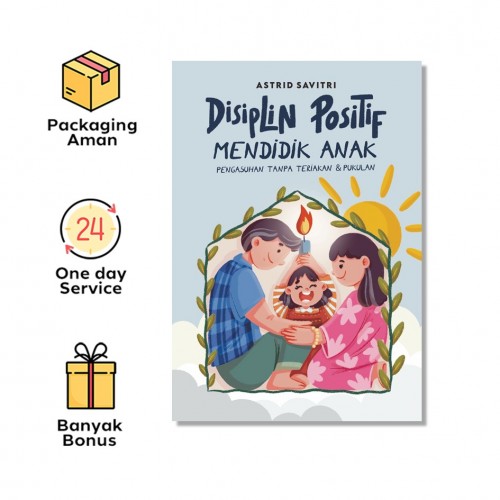 Packaging
Aman
24
One day
Service
Banyak
Bonus
ASTRID SAVITRI
DISIPLIN POSITIF
MENDIDIK ANAK
PENGASUHAN TANPA TERIAKAN & PUKULAN